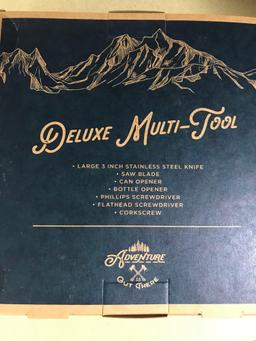 DELUXE MULTI-TOOL
• LARGE 3 INCH STAINLESS STEEL KNIFE
• SAW BLADE
• CAN OPENER
• BOTTLE OPENER
• PHILLIPS SCREWDRIVER
• FLATHEAD SCREWDRIVER
• CORKSCREW
ADVENTURE
IS
OUT THERE